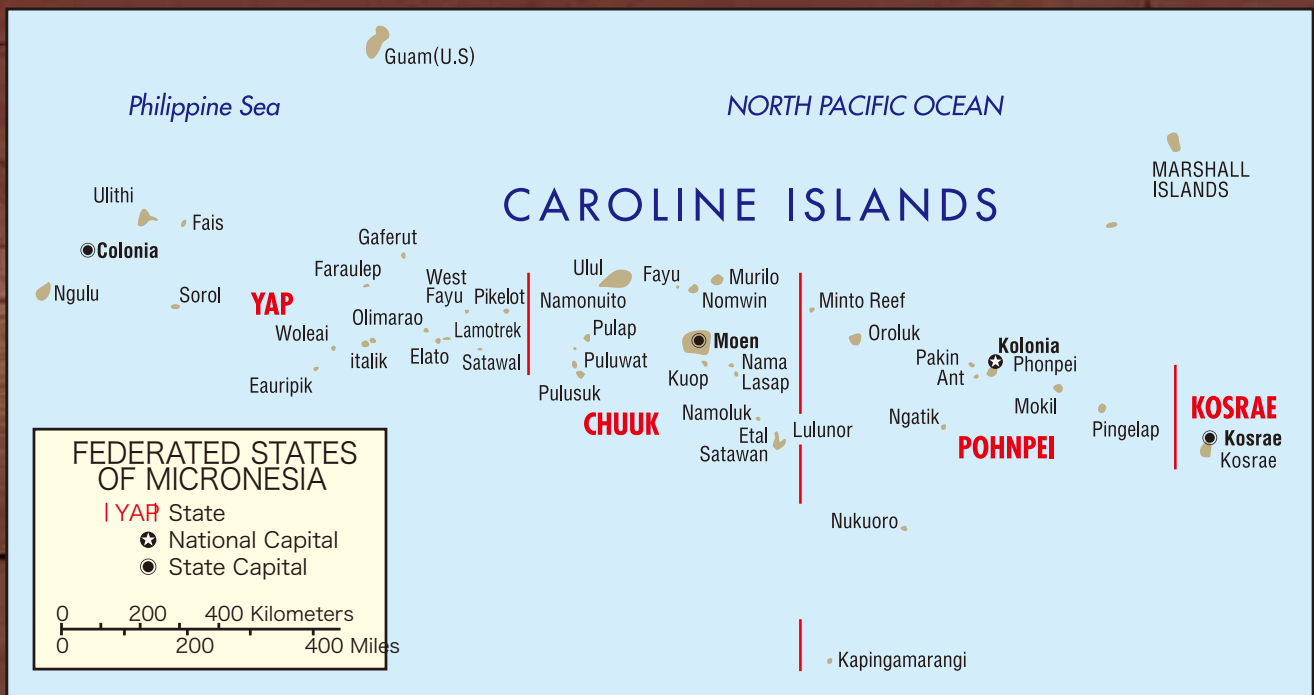 Guam(U.S)
Philippine Sea
NORTH PACIFIC OCEAN
MARSHALL
ISLANDS
CAROLINE ISLANDS
Ulithi
Fais
Colonia
Ngulu
Sorol
YAP
Gaferut
Faraulep
West
Fayu
Pikelot
Woleai
Olimarao
italik
Elato
Lamotrek
Satawal
Eauripik
Ulul
Namonuito
Fayu
Murilo
Nomwin
Pulap
Moen
Puluwat
Pulusuk
Kuop
Nama
Lasap
CHUUK
Namoluk
Etal
Satawan
Lulunor
Minto Reef
Oroluk
Kolonia
Pakin
Phonpei
Ant
Mokil
Ngatik
Pingelap
POHNPEI
KOSRAE
Kosrae
Kosrae
Nukuoro
Kapingamarangi
FEDERATED STATES
OF MICRONESIA
YAP State
National Capital
State Capital
0 200 400 Kilometers
0 200 400 Miles